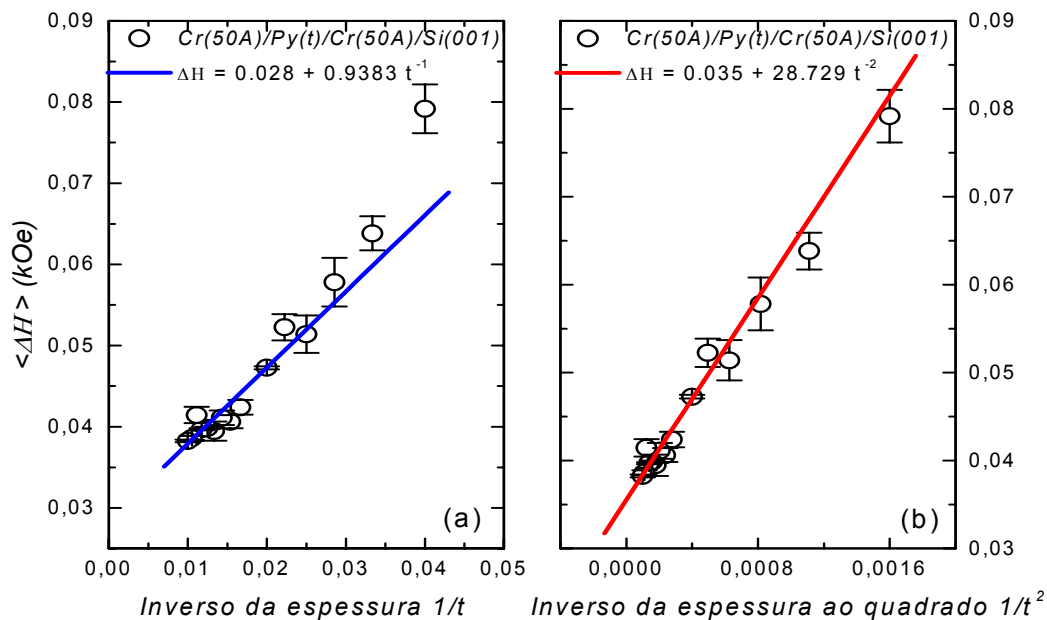 Cr(50A)/Py(t)/Cr(50A)/Si(001)
ΔH = 0.028 + 0.9383 t⁻¹
0,09
0,08
0,07
0,06
0,05
0,04
0,03
<ΔH> (kOe)
(a)
0,00 0,01 0,02 0,03 0,04 0,05
Inverso da espessura 1/t
Cr(50A)/Py(t)/Cr(50A)/Si(001)
ΔH = 0.035 + 28.729 t⁻²
0,09
0,08
0,07
0,06
0,05
0,04
0,03
(b)
0,0000 0,0008 0,0016
Inverso da espessura ao quadrado 1/t²